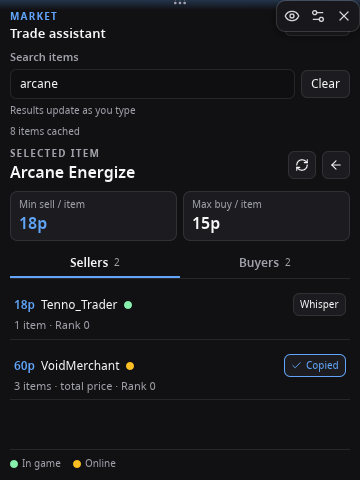 MARKET
Trade assistant
Search items
arcane
Clear
Results update as you type
8 items cached
SELECTED ITEM
Arcane Energize
Min sell / item
18p
Max buy / item
15p
Sellers 2
Buyers 2
18p Tenno_Trader
Whisper
1 item · Rank 0
60p VoidMerchant
Copied
3 items · total price · Rank 0
In game
Online